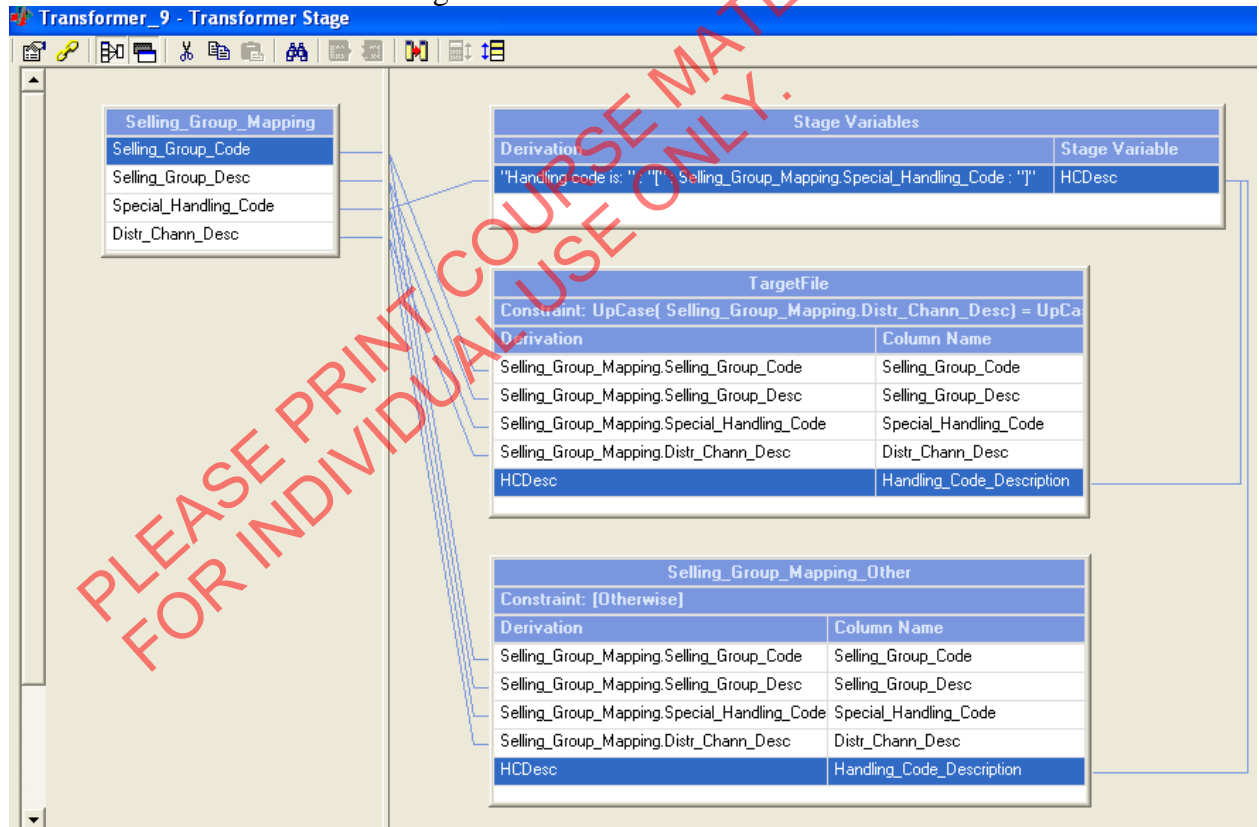 Transformer_9 - Transformer Stage
Selling_Group_Mapping
Selling_Group_Code
Selling_Group_Desc
Special_Handling_Code
Distr_Chann_Desc
Stage Variables
Derivation Stage Variable
"Handling code is: " : "[" : Selling_Group_Mapping.Special_Handling_Code : "]" HCDesc
TargetFile
Constraint: UpCase( Selling_Group_Mapping.Distr_Chann_Desc) = UpCa
Derivation Column Name
Selling_Group_Mapping.Selling_Group_Code Selling_Group_Code
Selling_Group_Mapping.Selling_Group_Desc Selling_Group_Desc
Selling_Group_Mapping.Special_Handling_Code Special_Handling_Code
Selling_Group_Mapping.Distr_Chann_Desc Distr_Chann_Desc
HCDesc Handling_Code_Description
Selling_Group_Mapping_Other
Constraint: [Otherwise]
Derivation Column Name
Selling_Group_Mapping.Selling_Group_Code Selling_Group_Code
Selling_Group_Mapping.Selling_Group_Desc Selling_Group_Desc
Selling_Group_Mapping.Special_Handling_Code Special_Handling_Code
Selling_Group_Mapping.Distr_Chann_Desc Distr_Chann_Desc
HCDesc Handling_Code_Description
PLEASE PRINT COURSE MATE
FOR INDIVIDUAL USE ONLY.